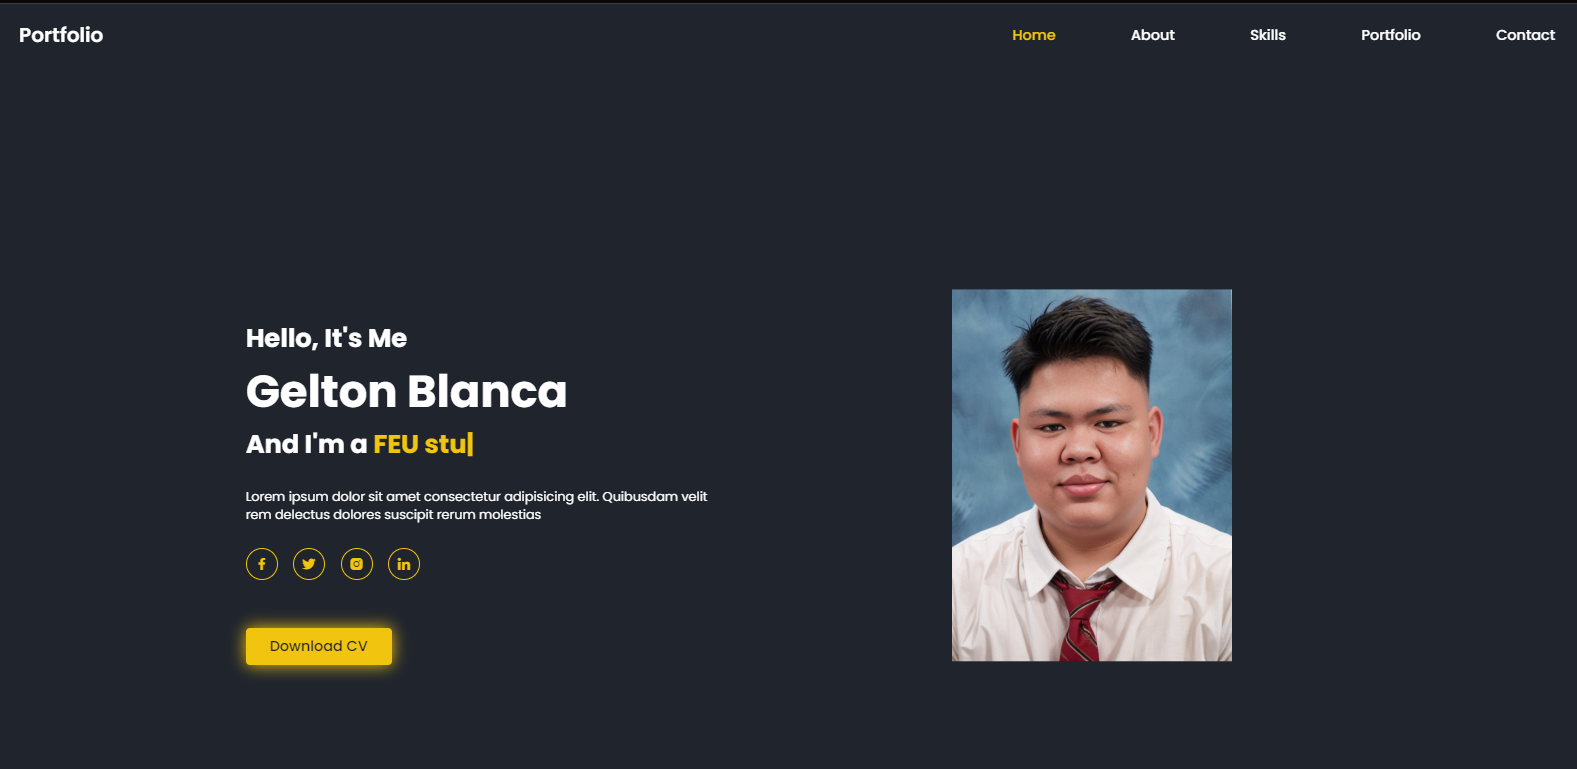 Portfolio
Home About Skills Portfolio Contact
Hello, It's Me
Gelton Blanca
And I'm a FEU stu|
Lorem ipsum dolor sit amet consectetur adipisicing elit. Quibusdam velit
rem delectus dolores suscipit rerum molestias
Download CV